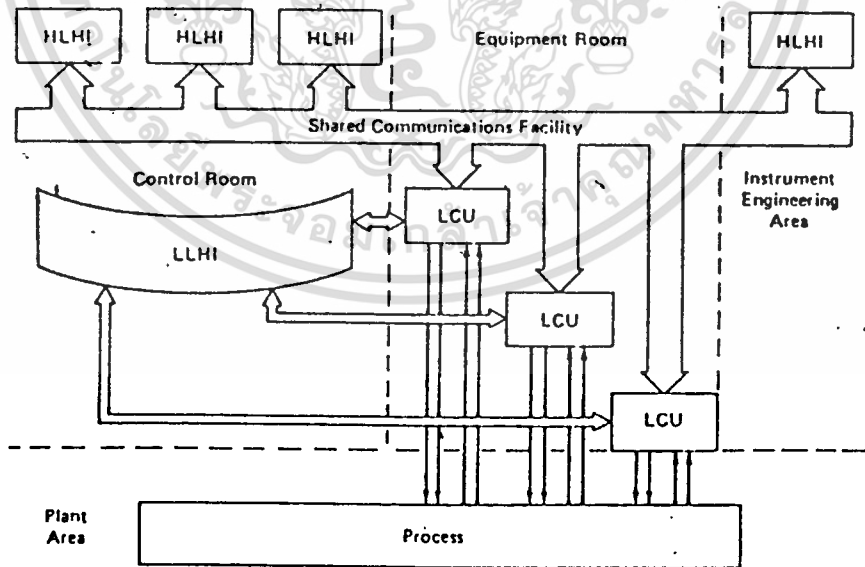 HLHI
HLHI
HLHI
Equipment Room
HLHI
Shared Communications Facility
Control Room
LCU
Instrument
Engineering
Area
LLHI
LCU
LCU
Plant
Area
Process